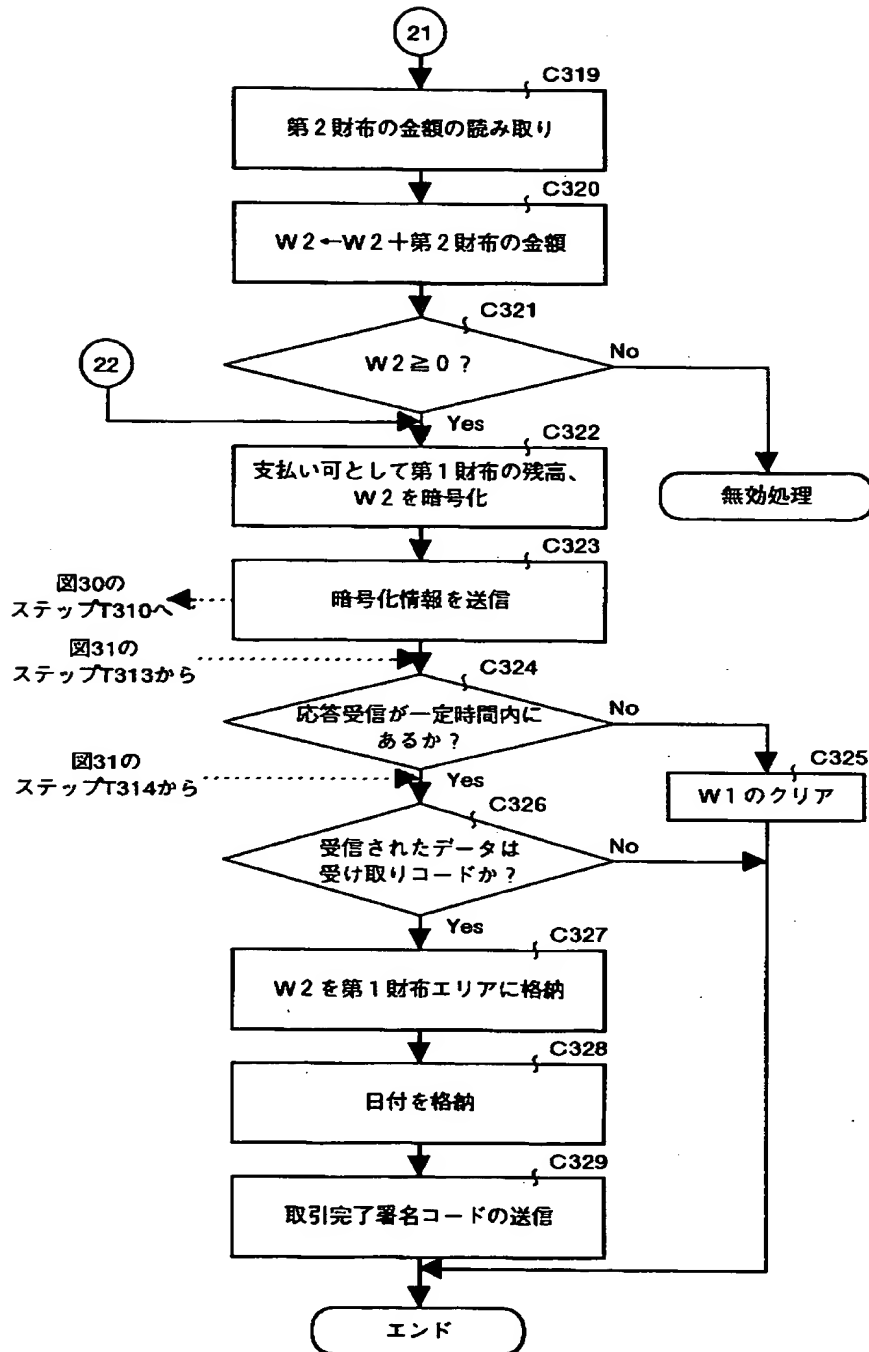 21
C319
第2財布の金額の読み取り
C320
W2←W2+第2財布の金額
C321
W2≧0?
No
22
Yes
C322
支払い可として第1財布の残高、
W2を暗号化
無効処理
C323
暗号化情報を送信
図30の
ステップT310へ
図31の
ステップT313から
C324
応答受信が一定時間内に
あるか?
No
図31の
ステップT314から
Yes
C325
W1のクリア
C326
受信されたデータは
受け取りコードか?
No
Yes
C327
W2を第1財布エリアに格納
C328
日付を格納
C329
取引完了署名コードの送信
エンド